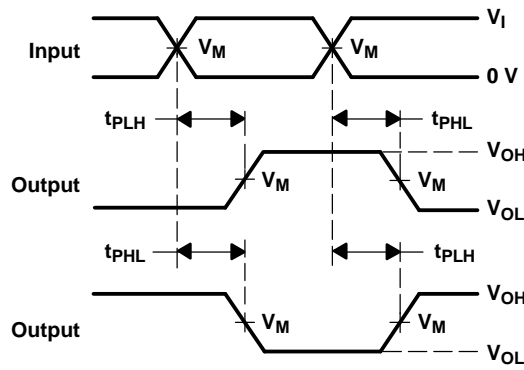 V_I
Input V_M V_M
0 V
t_PLH t_PHL
V_OH
Output V_M V_M
V_OL
t_PHL t_PLH
V_OH
Output V_M V_M
V_OL